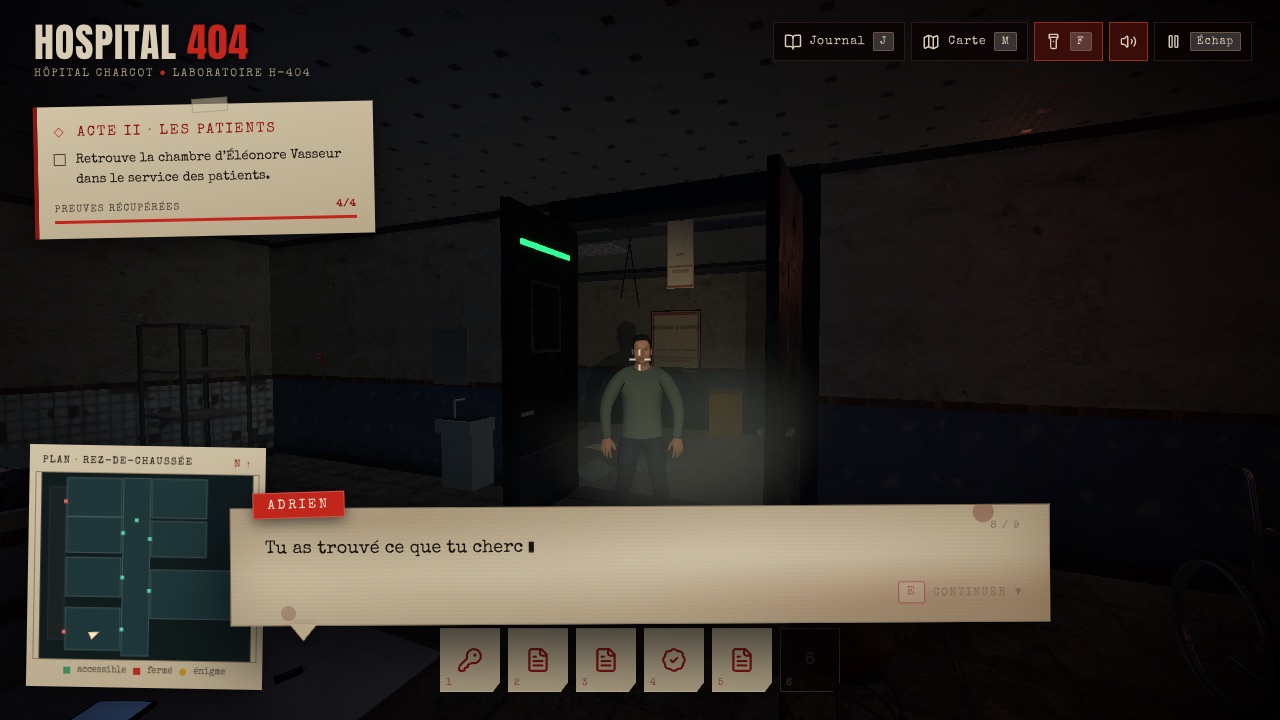 HOSPITAL 404
HÔPITAL CHARCOT • LABORATOIRE H-404
Journal J
Carte M
F
Échap
◇ ACTE II · LES PATIENTS
Retrouve la chambre d'Éléonore Vasseur
dans le service des patients.
PREUVES RÉCUPÉRÉES 4/4
PLAN · REZ-DE-CHAUSSÉE N ↑
accessible fermé énigme
ADRIEN
8 / 9
Tu as trouvé ce que tu cherc
E CONTINUER ▼
1 2 3 4 5 6
6